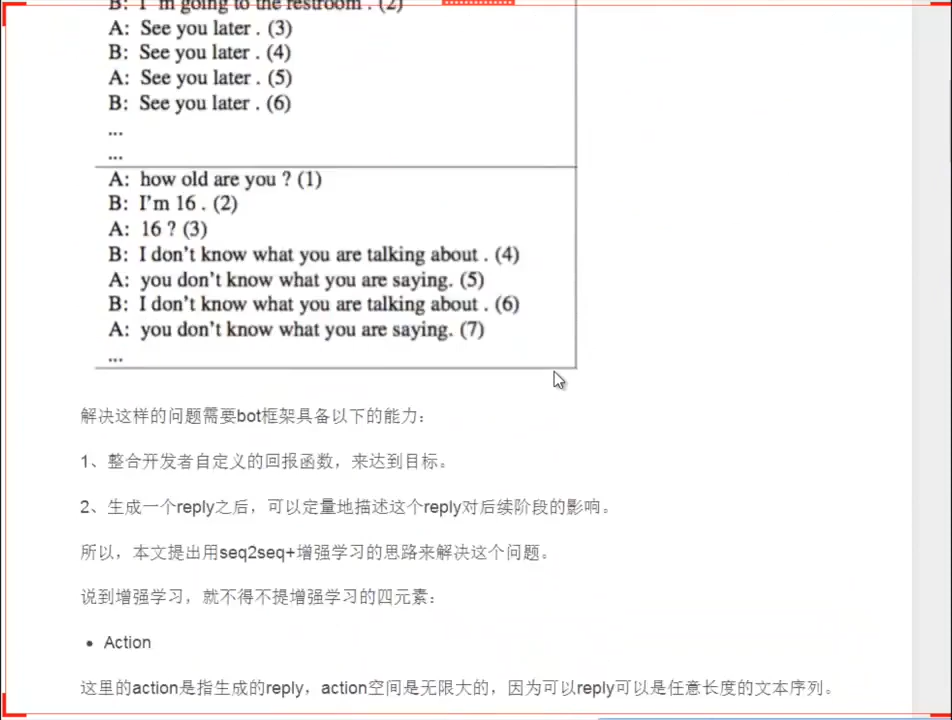 B: I'm going to the restroom . (2)
A: See you later . (3)
B: See you later . (4)
A: See you later . (5)
B: See you later . (6)
...
...
A: how old are you ? (1)
B: I'm 16 . (2)
A: 16 ? (3)
B: I don't know what you are talking about . (4)
A: you don't know what you are saying. (5)
B: I don't know what you are talking about . (6)
A: you don't know what you are saying. (7)
...
解决这样的问题需要bot框架具备以下的能力：
1、整合开发者自定义的回报函数，来达到目标。
2、生成一个reply之后，可以定量地描述这个reply对后续阶段的影响。
所以，本文提出用seq2seq+增强学习的思路来解决这个问题。
说到增强学习，就不得不提增强学习的四元素：
• Action
这里的action是指生成的reply，action空间是无限大的，因为可以reply可以是任意长度的文本序列。